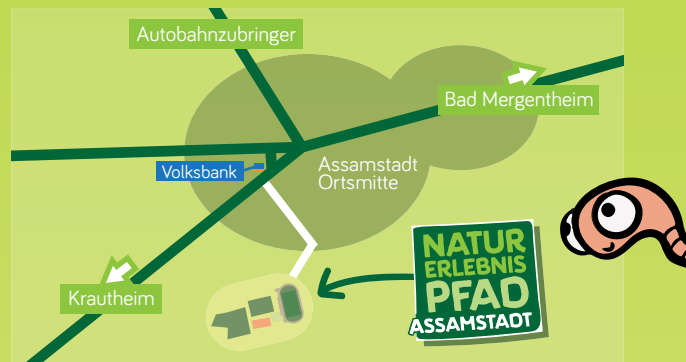 Autobahnzubringer
Bad Mergentheim
Volksbank
Assamstadt
Ortsmitte
Krautheim
NATUR
ERLEBNIS
PFAD
ASSAMSTADT